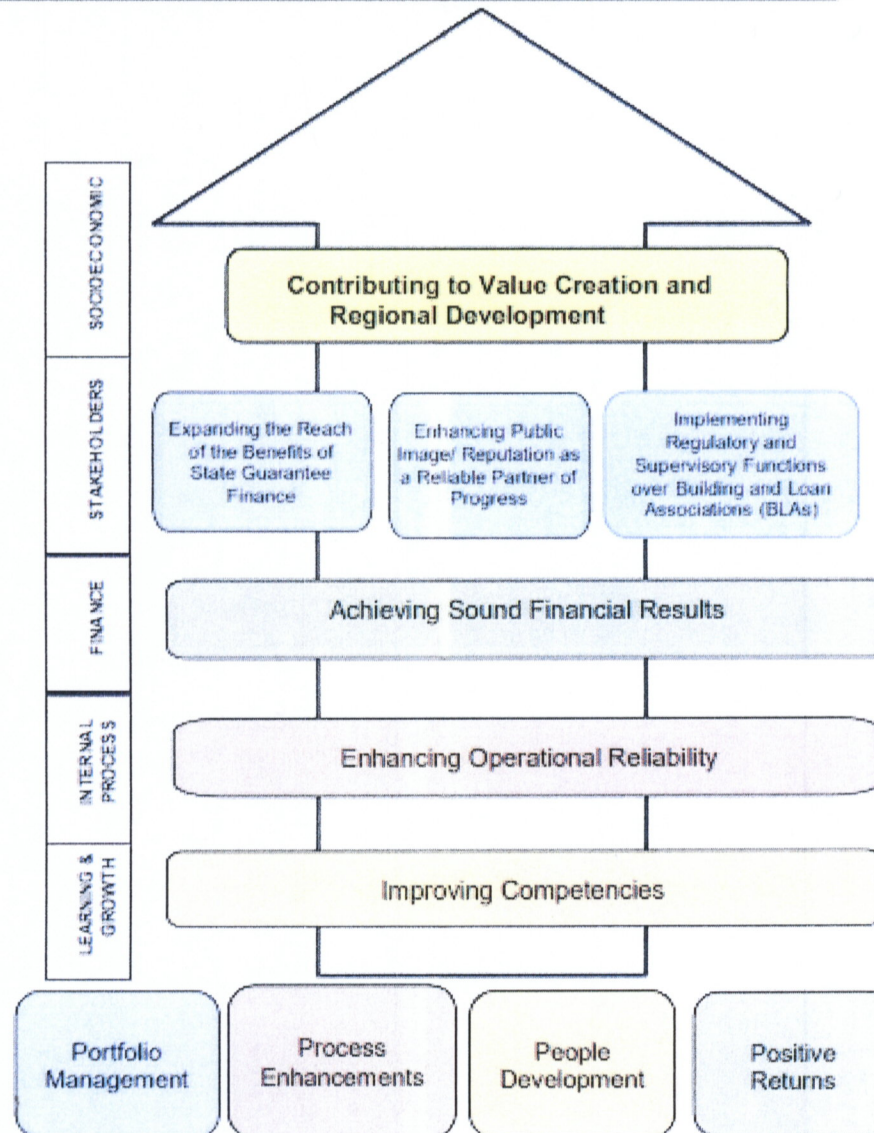 SOCIOECONOMIC
Contributing to Value Creation and
Regional Development
STAKEHOLDERS
Expanding the Reach
of the Benefits of
State Guarantee
Finance
Enhancing Public
Image/ Reputation as
a Reliable Partner of
Progress
Implementing
Regulatory and
Supervisory Functions
over Building and Loan
Associations (BLAs)
FINANCE
Achieving Sound Financial Results
INTERNAL
PROCESS
Enhancing Operational Reliability
LEARNING &
GROWTH
Improving Competencies
Portfolio
Management
Process
Enhancements
People
Development
Positive
Returns